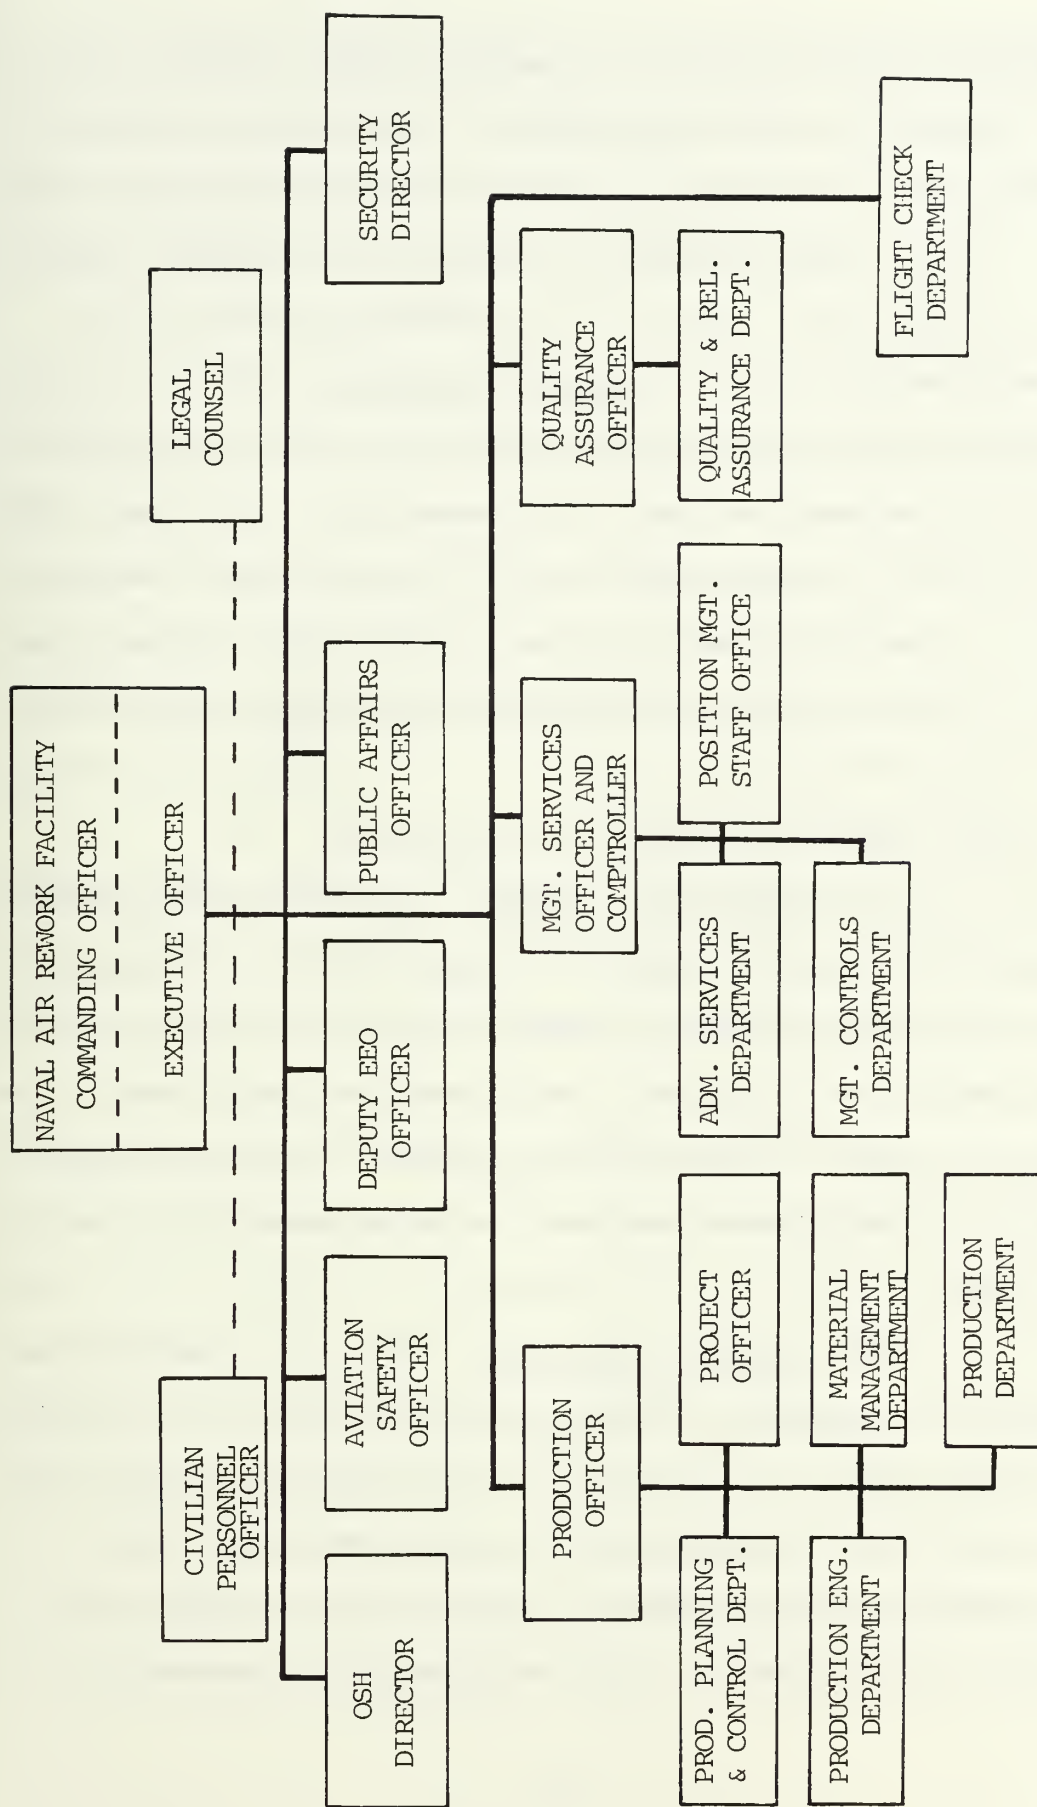 NAVAL AIR REWORK FACILITY
COMMANDING OFFICER
EXECUTIVE OFFICER
CIVILIAN
PERSONNEL
OFFICER
LEGAL
COUNSEL
OSH
DIRECTOR
AVIATION
SAFETY
OFFICER
DEPUTY EEO
OFFICER
PUBLIC AFFAIRS
OFFICER
SECURITY
DIRECTOR
PRODUCTION
OFFICER
MGT. SERVICES
OFFICER AND
COMPTROLLER
QUALITY
ASSURANCE
OFFICER
PROD. PLANNING
& CONTROL DEPT.
PROJECT
OFFICER
ADM. SERVICES
DEPARTMENT
POSITION MGT.
STAFF OFFICE
QUALITY & REL.
ASSURANCE DEPT.
PRODUCTION ENG.
DEPARTMENT
MATERIAL
MANAGEMENT
DEPARTMENT
MGT. CONTROLS
DEPARTMENT
FLIGHT CHECK
DEPARTMENT
PRODUCTION
DEPARTMENT